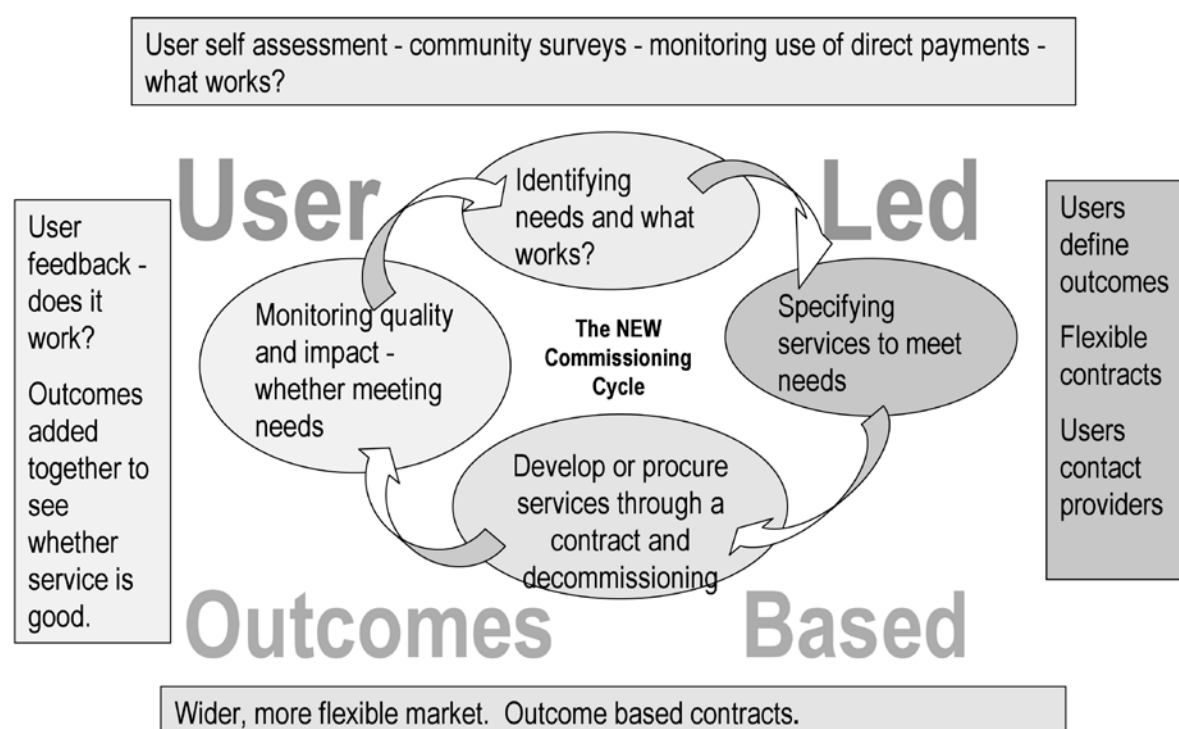 User self assessment - community surveys - monitoring use of direct payments -
what works?
User
Led
Identifying
needs and what
works?
User
feedback -
does it
work?
Outcomes
added
together to
see
whether
service is
good.
Monitoring quality
and impact -
whether meeting
needs
The NEW
Commissioning
Cycle
Specifying
services to meet
needs
Users
define
outcomes
Flexible
contracts
Users
contact
providers
Develop or procure
services through a
contract and
decommissioning
Outcomes
Based
Wider, more flexible market.  Outcome based contracts.